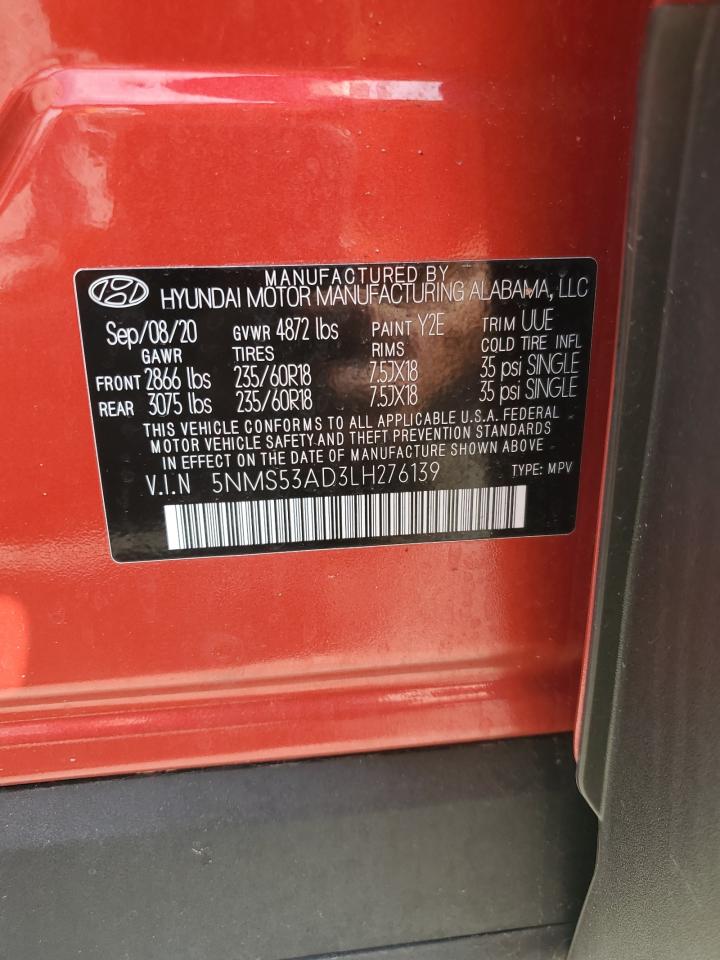 MANUFACTURED BY
HYUNDAI MOTOR MANUFACTURING ALABAMA, LLC
Sep/08/20 GVWR 4872 lbs PAINT Y2E TRIM UUE
GAWR TIRES RIMS COLD TIRE INFL
FRONT 2866 lbs 235/60R18 7.5JX18 35 psi SINGLE
REAR 3075 lbs 235/60R18 7.5JX18 35 psi SINGLE
THIS VEHICLE CONFORMS TO ALL APPLICABLE U.S.A. FEDERAL
MOTOR VEHICLE SAFETY.AND THEFT PREVENTION STANDARDS
IN EFFECT ON THE DATE OF MANUFACTURE SHOWN ABOVE.
V.I.N 5NMS53AD3LH276139 TYPE: MPV